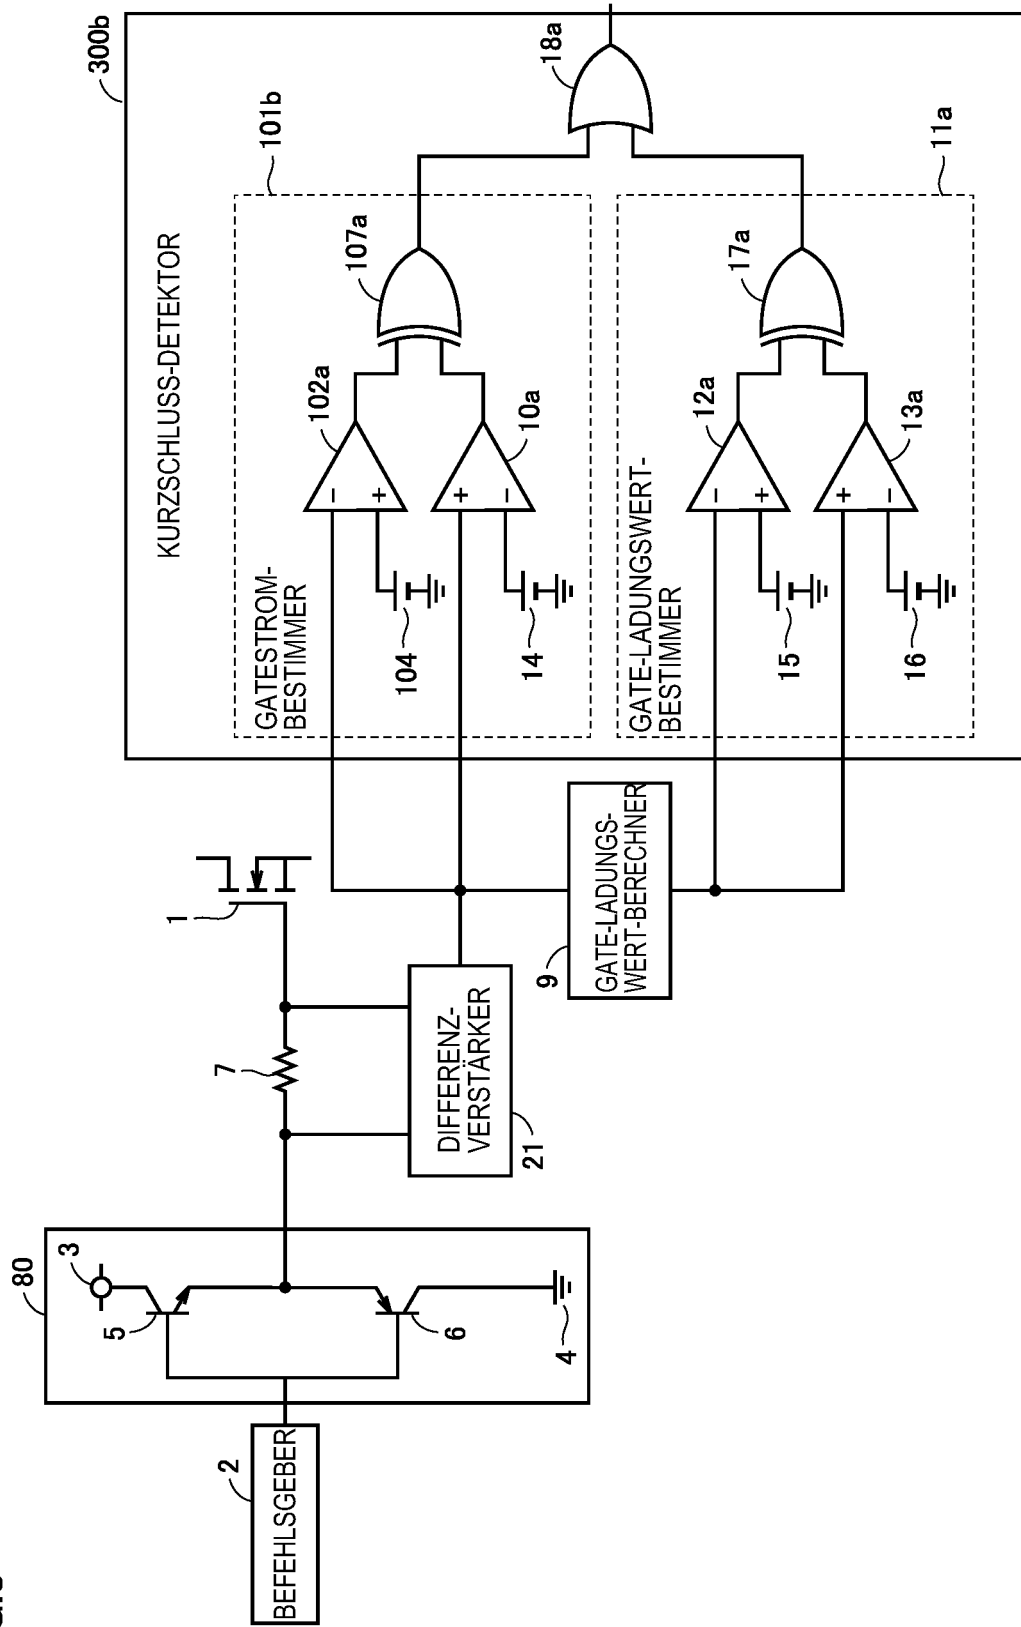 300b
KURZSCHLUSS-DETEKTOR
101b
GATESTROM-
BESTIMMER
102a
107a
104
10a
14
18a
11a
GATE-LADUNGSWERT-
BESTIMMER
12a
17a
15
13a
16
1
7
DIFFERENZ-
VERSTÄRKER
21
GATE-LADUNGS-
WERT-BERECHNER
9
80
3
5
6
4
2
BEFEHLSGEBER